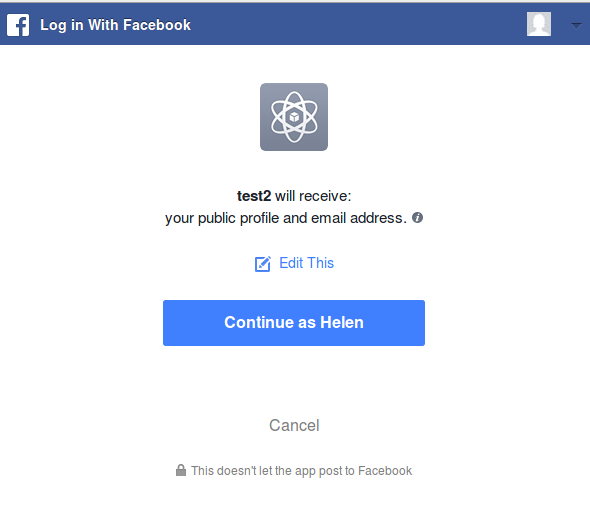 Log in With Facebook
test2 will receive:
your public profile and email address.
Edit This
Continue as Helen
Cancel
This doesn't let the app post to Facebook